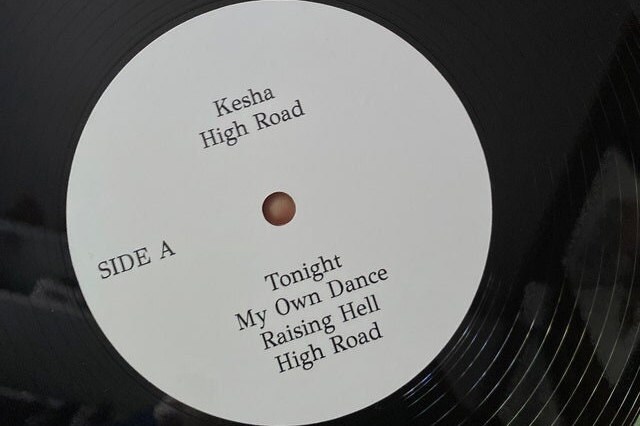 Kesha
High Road
SIDE A
Tonight
My Own Dance
Raising Hell
High Road